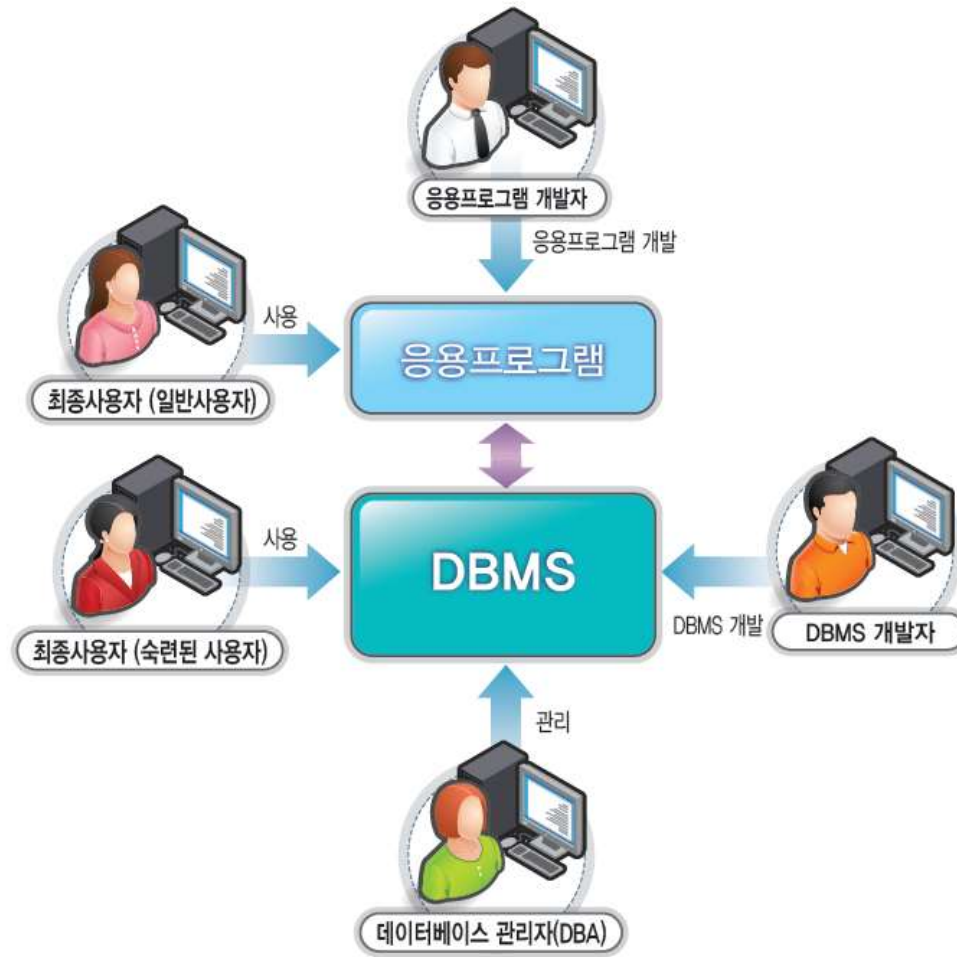 응용프로그램 개발자
응용프로그램 개발
사용
응용프로그램
최종사용자 (일반사용자)
사용
DBMS
최종사용자 (숙련된 사용자)
DBMS 개발
DBMS 개발자
관리
데이터베이스 관리자(DBA)